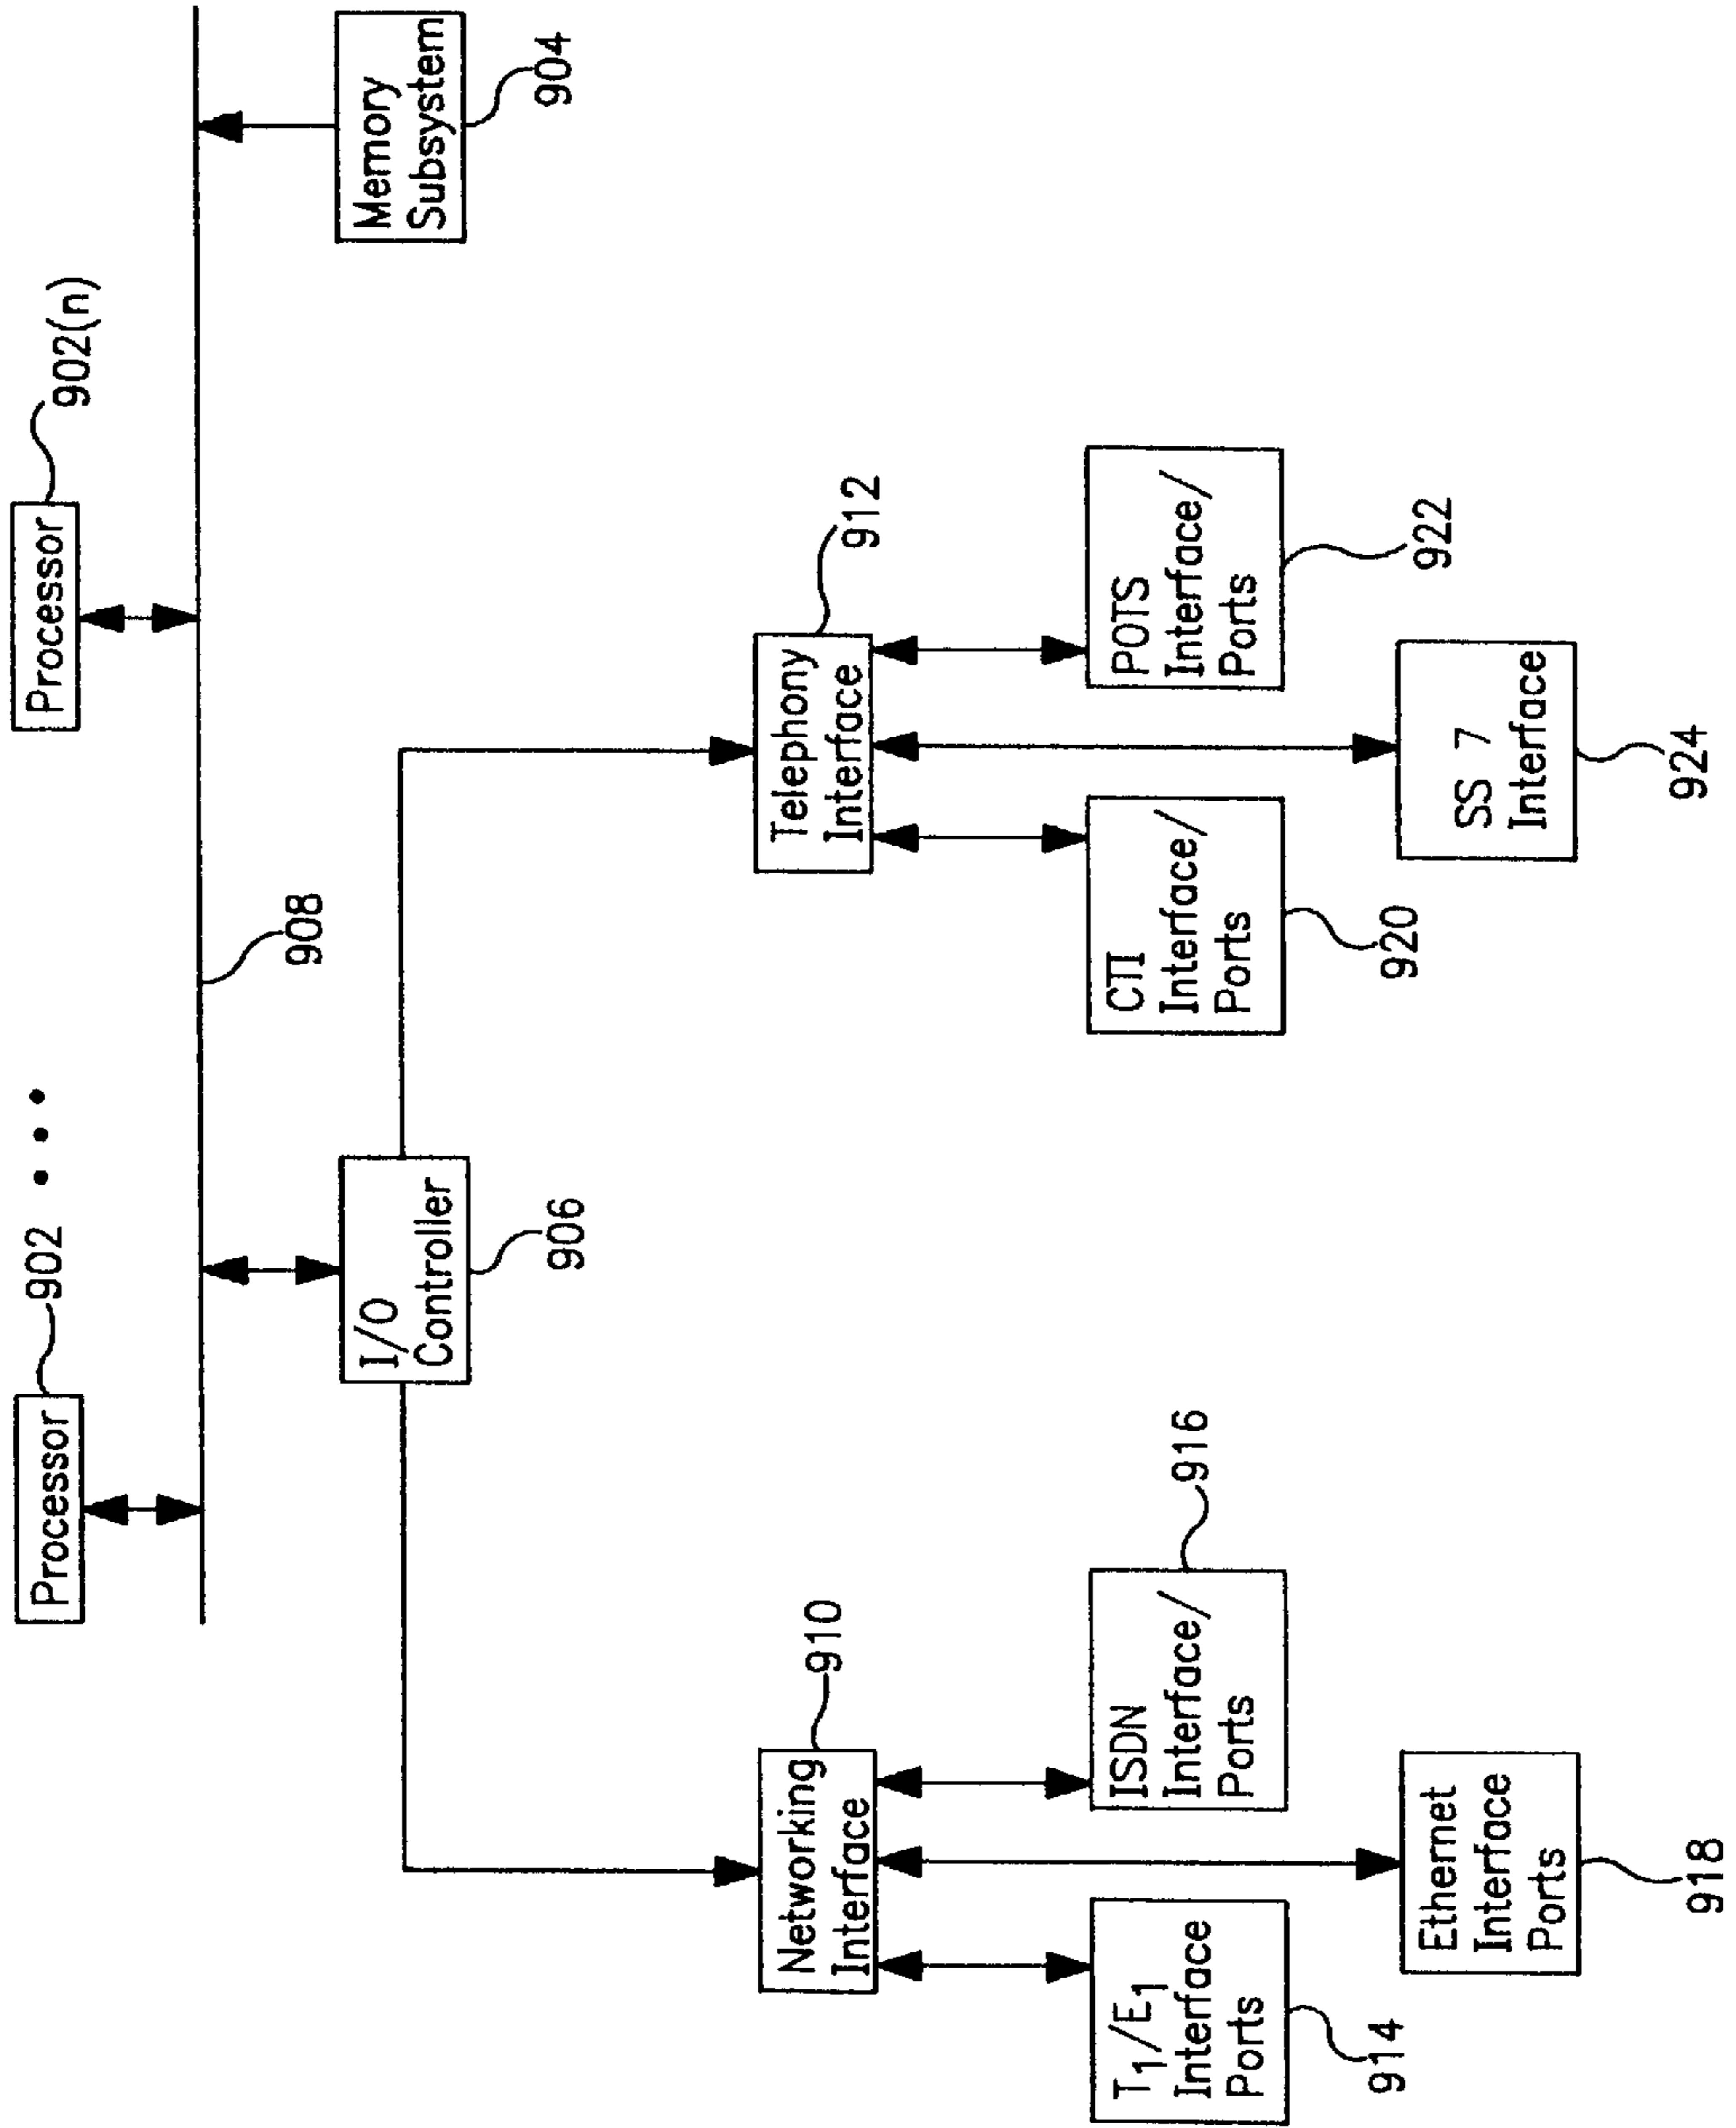 Processor
902
Processor
902(n)
908
I/O
Controller
906
Memory
Subsystem
904
Networking
Interface
910
Telephony
Interface
912
T1/E1
Interface
Ports
914
ISDN
Interface/
Ports
916
Ethernet
Interface
Ports
918
CTI
Interface/
Ports
920
POTS
Interface/
Ports
922
SS 7
Interface
924